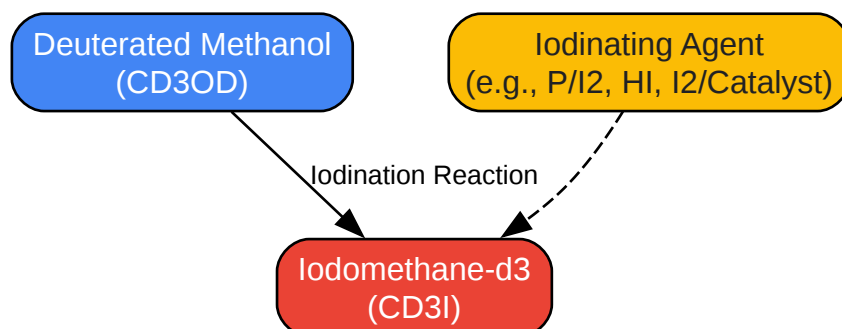 Deuterated Methanol
(CD3OD)
Iodinating Agent
(e.g., P/I2, HI, I2/Catalyst)
Iodination Reaction
Iodomethane-d3
(CD3I)